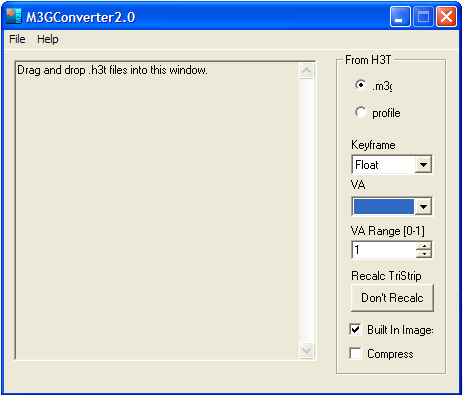 M3GConverter2.0
File Help
Drag and drop .h3t files into this window.
From H3T
.m3g
profile
Keyframe
Float
VA
VA Range [0-1]
1
Recalc TriStrip
Don't Recalc
Built In Images
Compress